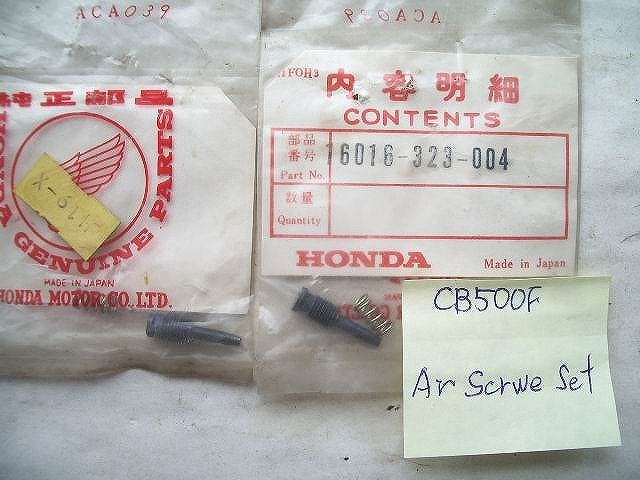 ACA039
純正部品
HONDA
GENUINE PARTS
MADE IN JAPAN
HONDA MOTOR CO., LTD.
ACA039
内容明細
CONTENTS
部品
番号
Part No.
16016-323-004
数量
Quantity
HONDA
Made in Japan
CB500F
Air Scrwe Set